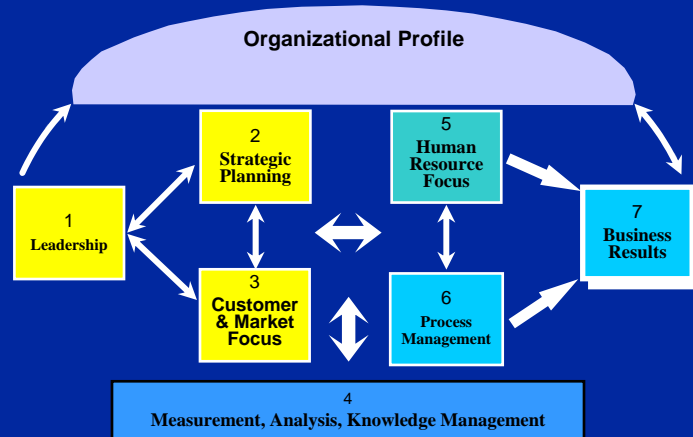 Organizational Profile
1
Leadership
2
Strategic
Planning
3
Customer
& Market
Focus
5
Human
Resource
Focus
6
Process
Management
7
Business
Results
4
Measurement, Analysis, Knowledge Management